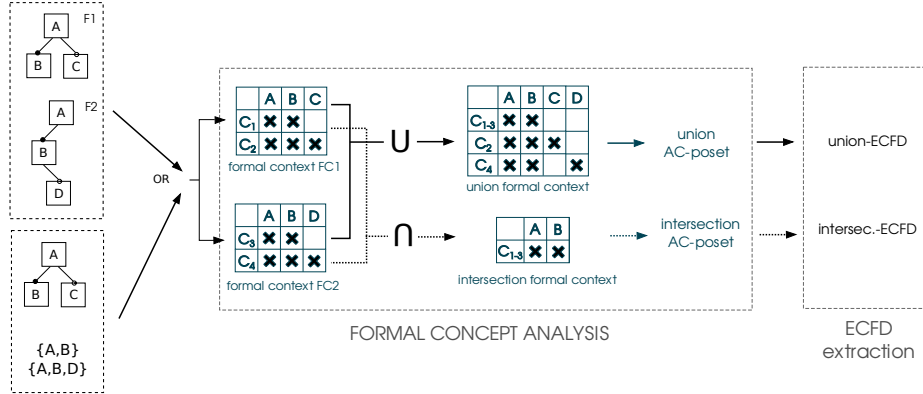 F1
A
B
C
F2
A
B
D
OR
A
B
C
{A,B}
{A,B,D}
A B C
C1
C2
formal context FC1
A B D
C3
C4
formal context FC2
∪
∩
A B C D
C1-3
C2
C4
union formal context
A B
C1-3
intersection formal context
union
AC-poset
intersection
AC-poset
FORMAL CONCEPT ANALYSIS
union-ECFD
intersec.-ECFD
ECFD
extraction